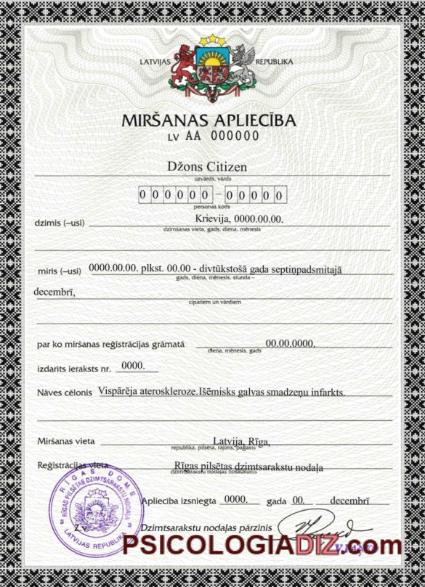 LATVIJAS REPUBLIKA
MIRŠANAS APLIECĪBA
LV AA 000000
Džons Citizen
uzvārds, vārds
000000-00000
personas kods
dzimis (–usi) Krievija, 0000.00.00.
dzimšanas vieta, gads, diena, mēnesis
miris (–usi) 0000.00.00. plkst. 00.00 - divtūkstošā gada septiņpadsmitajā
gads, diena, mēnesis, stunda –
decembrī,
cipariem un vārdiem
par ko miršanas reģistrācijas grāmatā 00.00.0000.
diena, mēnesis, gads
izdarīts ieraksts nr. 0000.
Nāves cēlonis Vispārēja ateroskleroze.Išēmisks galvas smadzeņu infarkts.
Miršanas vieta Latvija, Rīga,
republika, pilsēta, rajons, pagasts
Reģistrācijas vieta Rīgas pilsētas dzimtsarakstu nodaļa
dzimtsarakstu nodaļas nosaukums
RĪGAS DOME
RĪGAS PILSĒTAS DZIMTSARAKSTU NODAĻA
LATVIJAS REPUBLIKA
Apliecība izsniegta 0000. gada 00. decembrī
Z.v. Dzimtsarakstu nodaļas pārzinis
PSICOLOGIADIZ.com